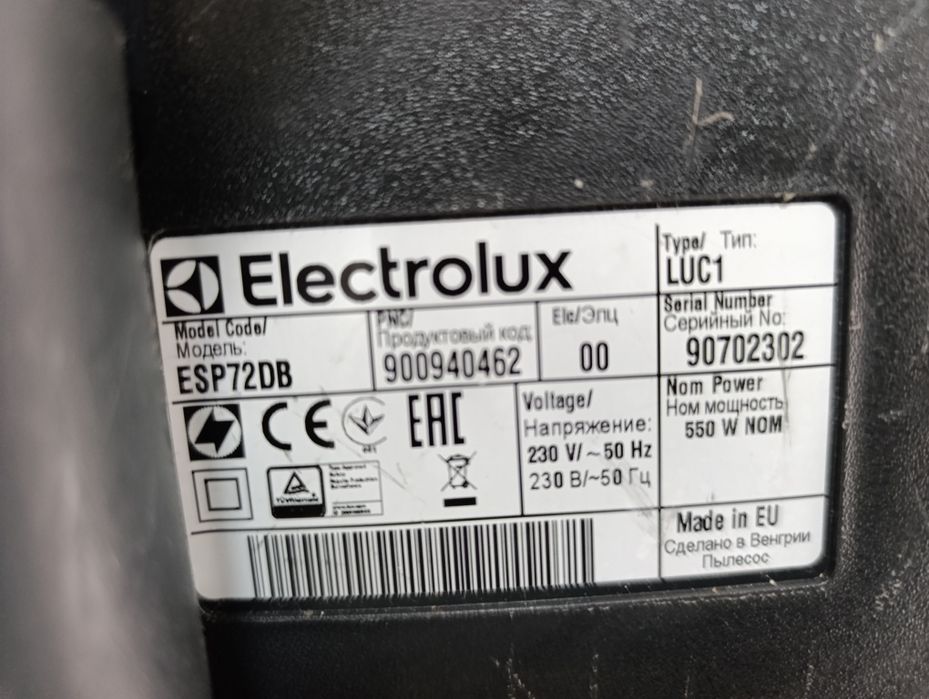 Electrolux
Type/ Тип:
LUC1
Model Code/
Модель:
ESP72DB
PNC/
Продуктовый код:
900940462
Elc/Элц
00
Serial Number
Серийный No:
90702302
CE
EAC
Voltage/
Напряжение:
230 V/~50 Hz
230 В/~50 Гц
Nom Power
Ном мощность
550 W NOM
Made in EU
Сделано в Венгрии
Пылесос